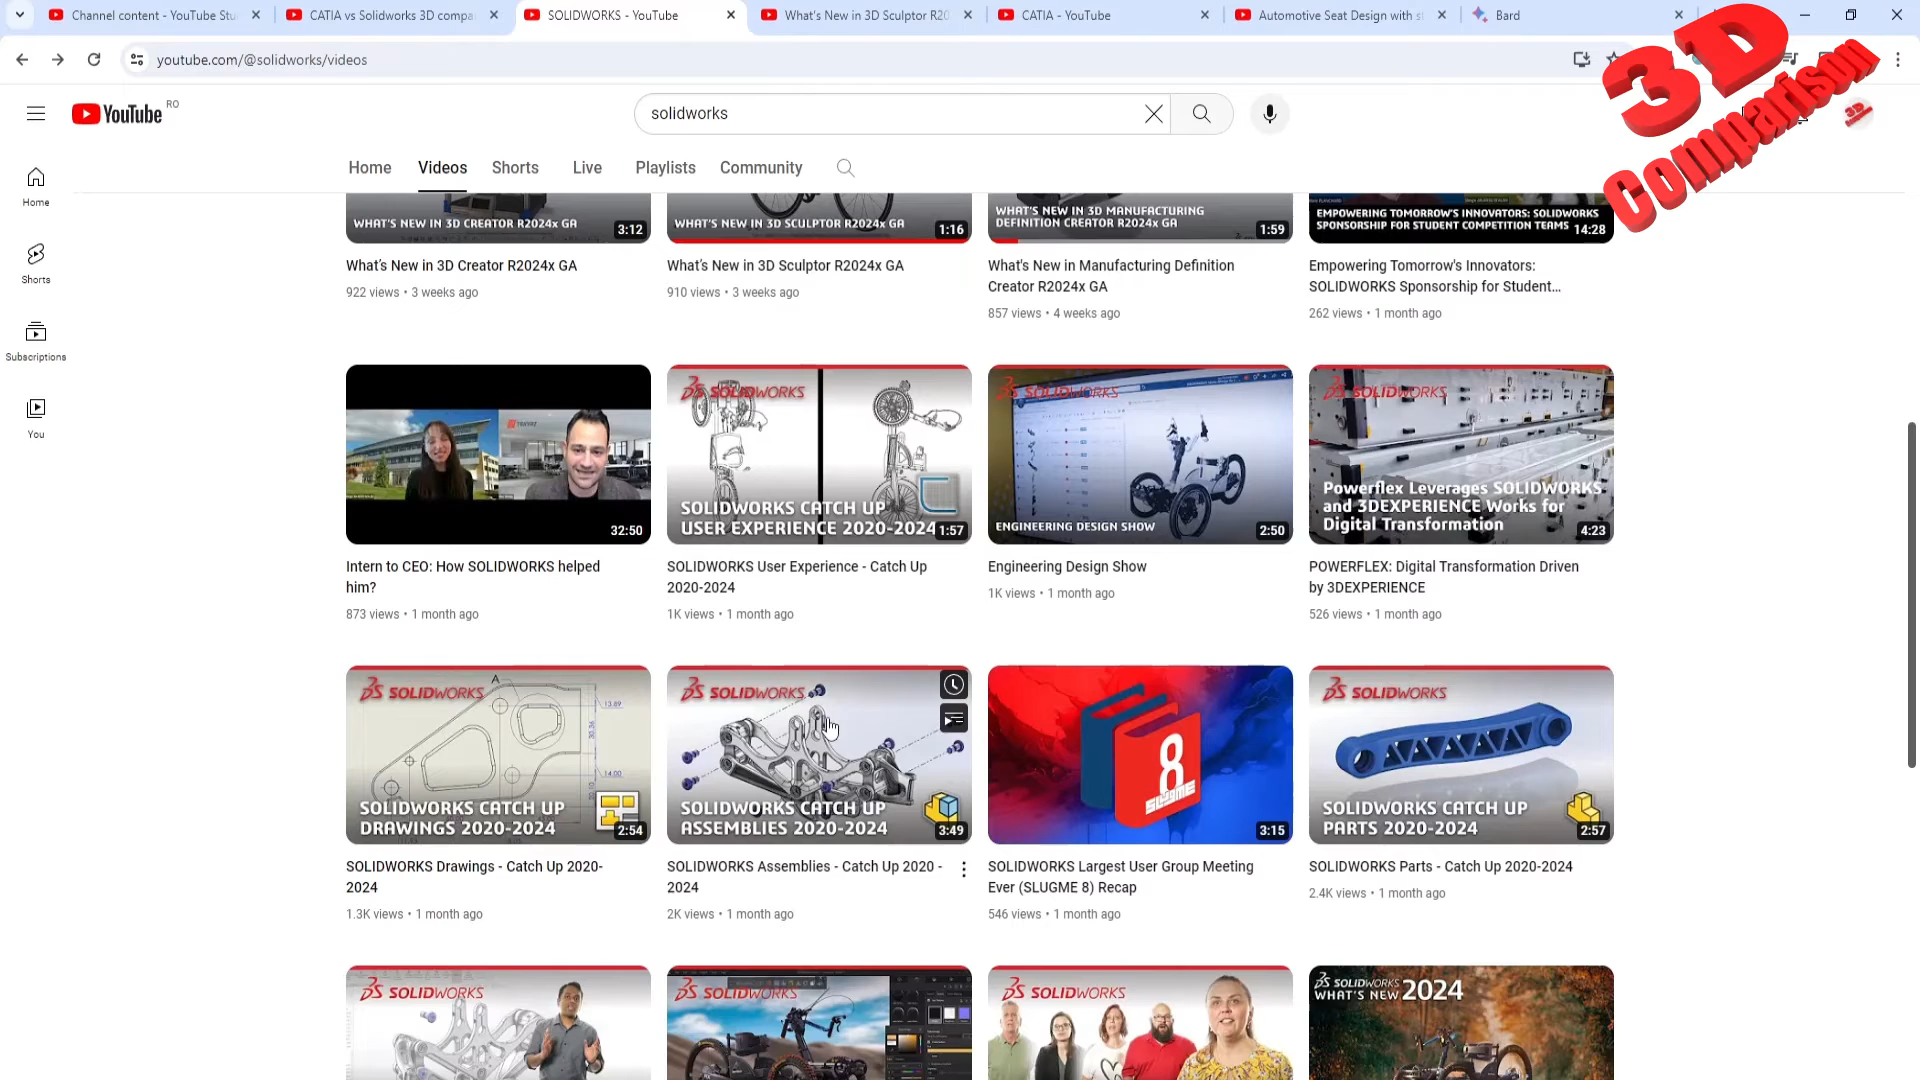 Channel content - YouTube Stu
CATIA vs Solidworks 3D compa
SOLIDWORKS - YouTube
What's New in 3D Sculptor R20
CATIA - YouTube
Automotive Seat Design with s
Bard
youtube.com/@solidworks/videos
3D
Comparison
YouTube
RO
solidworks
Home
Videos
Shorts
Live
Playlists
Community
Home
Shorts
Subscriptions
You
WHAT'S NEW IN 3D CREATOR R2024x GA
3:12
WHAT'S NEW IN 3D SCULPTOR R2024x GA
1:16
WHAT'S NEW IN 3D MANUFACTURING
DEFINITION CREATOR R2024x GA
1:59
EMPOWERING TOMORROW'S INNOVATORS: SOLIDWORKS
SPONSORSHIP FOR STUDENT COMPETITION TEAMS
14:28
What's New in 3D Creator R2024x GA
922 views • 3 weeks ago
What's New in 3D Sculptor R2024x GA
910 views • 3 weeks ago
What's New in Manufacturing Definition
Creator R2024x GA
857 views • 4 weeks ago
Empowering Tomorrow's Innovators:
SOLIDWORKS Sponsorship for Student...
262 views • 1 month ago
32:50
SOLIDWORKS
SOLIDWORKS CATCH UP
USER EXPERIENCE 2020-2024
1:57
SOLIDWORKS
ENGINEERING DESIGN SHOW
2:50
SOLIDWORKS
Powerflex Leverages SOLIDWORKS
and 3DEXPERIENCE Works for
Digital Transformation
4:23
Intern to CEO: How SOLIDWORKS helped
him?
873 views • 1 month ago
SOLIDWORKS User Experience - Catch Up
2020-2024
1K views • 1 month ago
Engineering Design Show
1K views • 1 month ago
POWERFLEX: Digital Transformation Driven
by 3DEXPERIENCE
526 views • 1 month ago
SOLIDWORKS
A
13.89
30.36
14.00
SOLIDWORKS CATCH UP
DRAWINGS 2020-2024
2:54
SOLIDWORKS
SOLIDWORKS CATCH UP
ASSEMBLIES 2020-2024
3:49
8
SLUGME
3:15
SOLIDWORKS
SOLIDWORKS CATCH UP
PARTS 2020-2024
2:57
SOLIDWORKS Drawings - Catch Up 2020-
2024
1.3K views • 1 month ago
SOLIDWORKS Assemblies - Catch Up 2020 -
2024
2K views • 1 month ago
SOLIDWORKS Largest User Group Meeting
Ever (SLUGME 8) Recap
546 views • 1 month ago
SOLIDWORKS Parts - Catch Up 2020-2024
2.4K views • 1 month ago
SOLIDWORKS
SOLIDWORKS
SOLIDWORKS
SOLIDWORKS
WHAT'S NEW 2024